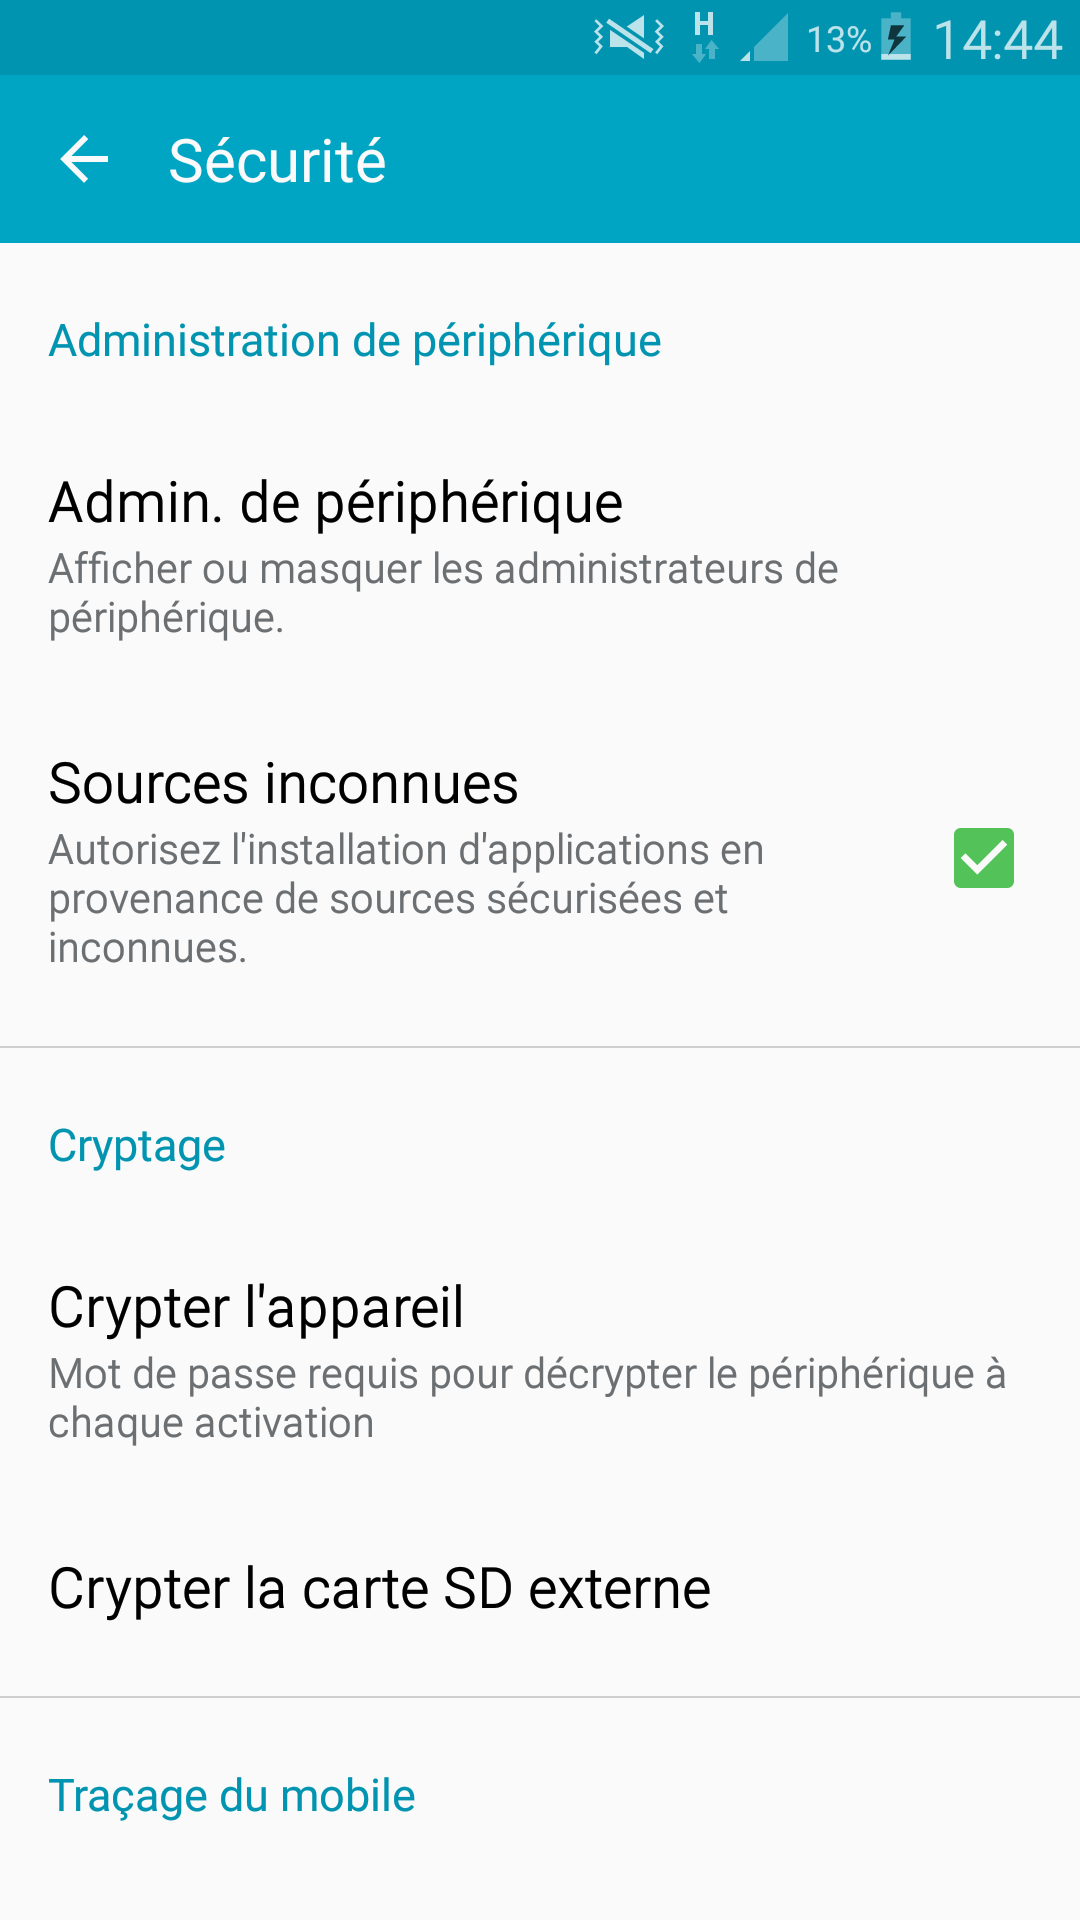 H 13% 14:44
Sécurité
Administration de périphérique
Admin. de périphérique
Afficher ou masquer les administrateurs de
périphérique.
Sources inconnues
Autorisez l'installation d'applications en
provenance de sources sécurisées et
inconnues.
Cryptage
Crypter l'appareil
Mot de passe requis pour décrypter le périphérique à
chaque activation
Crypter la carte SD externe
Traçage du mobile